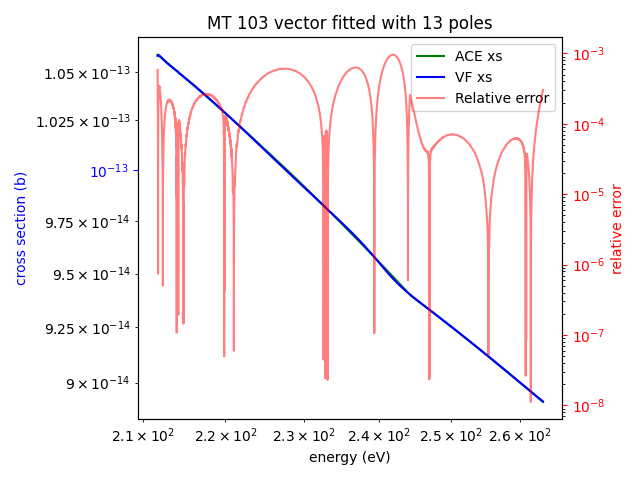 MT 103 vector fitted with 13 poles
ACE xs
VF xs
Relative error
cross section (b)
1.05 × 10⁻¹³
1.025 × 10⁻¹³
10⁻¹³
9.75 × 10⁻¹⁴
9.5 × 10⁻¹⁴
9.25 × 10⁻¹⁴
9 × 10⁻¹⁴
10⁻³
10⁻⁴
10⁻⁵
10⁻⁶
10⁻⁷
10⁻⁸
relative error
2.1 × 10² 2.2 × 10² 2.3 × 10² 2.4 × 10² 2.5 × 10² 2.6 × 10²
energy (eV)